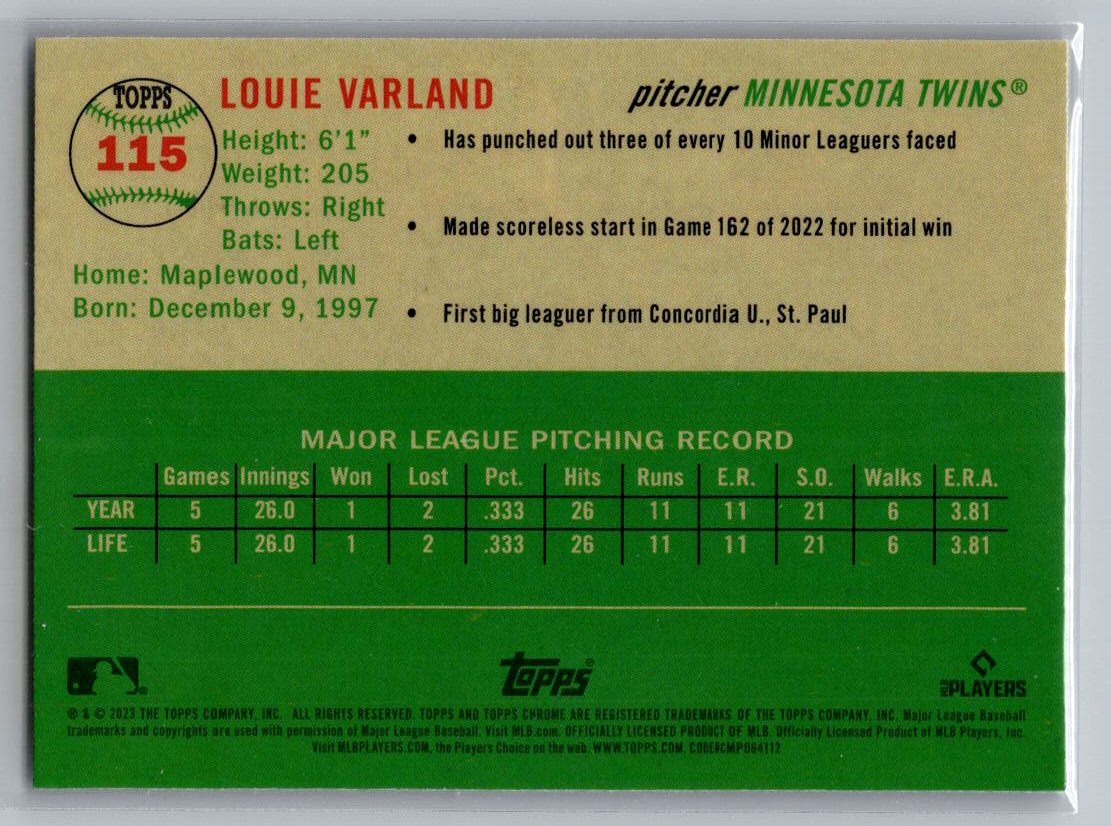 TOPPS
115
LOUIE VARLAND
pitcher MINNESOTA TWINS®
Height: 6'1"
Weight: 205
Throws: Right
Bats: Left
Home: Maplewood, MN
Born: December 9, 1997
• Has punched out three of every 10 Minor Leaguers faced
• Made scoreless start in Game 162 of 2022 for initial win
• First big leaguer from Concordia U., St. Paul
MAJOR LEAGUE PITCHING RECORD
Games Innings Won Lost Pct. Hits Runs E.R. S.O. Walks E.R.A.
YEAR 5 26.0 1 2 .333 26 11 11 21 6 3.81
LIFE 5 26.0 1 2 .333 26 11 11 21 6 3.81
Topps®
MLB PLAYERS
® & © 2023 THE TOPPS COMPANY, INC. ALL RIGHTS RESERVED. TOPPS AND TOPPS CHROME ARE REGISTERED TRADEMARKS OF THE TOPPS COMPANY, INC. Major League Baseball
trademarks and copyrights are used with permission of Major League Baseball. Visit MLB.com. OFFICIALLY LICENSED PRODUCT OF MLB. Officially Licensed Product of MLB Players, Inc.
Visit MLBPLAYERS.COM, the Players Choice on the web. WWW.TOPPS.COM. CODE#CMP064112